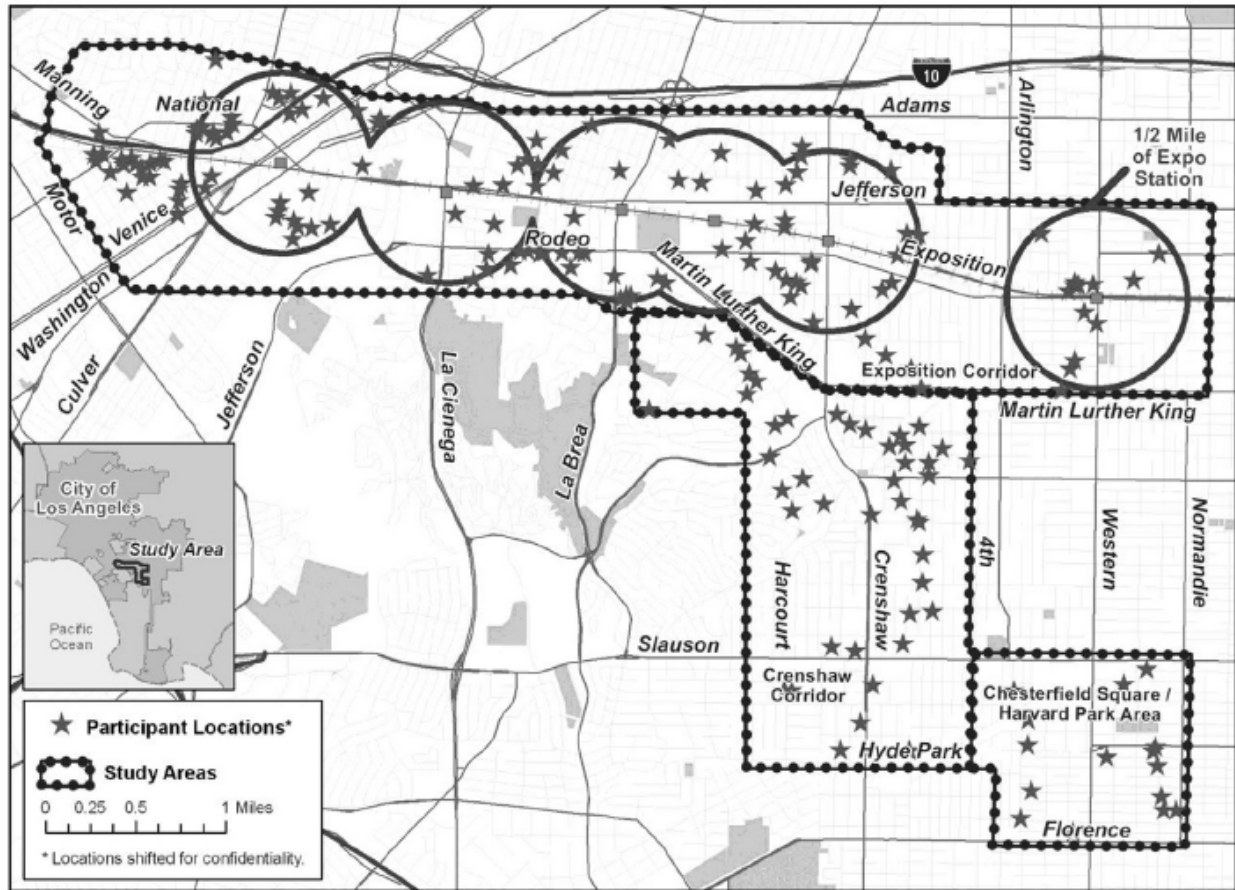 Manning
National
10
Adams
Arlington
1/2 Mile
of Expo
Station
Motor
Venice
Jefferson
Rodeo
Exposition
Martin Lurther King
Washington
Culver
Jefferson
La Cienega
La Brea
Exposition Corridor
Martin Lurther King
City of
Los Angeles
Study Area
Pacific
Ocean
Harcourt
Crenshaw
4th
Western
Normandie
Slauson
Crenshaw
Corridor
Chesterfield Square /
Harvard Park Area
Hyde Park
Florence
Participant Locations*
Study Areas
0 0.25 0.5 1 Miles
* Locations shifted for confidentiality.